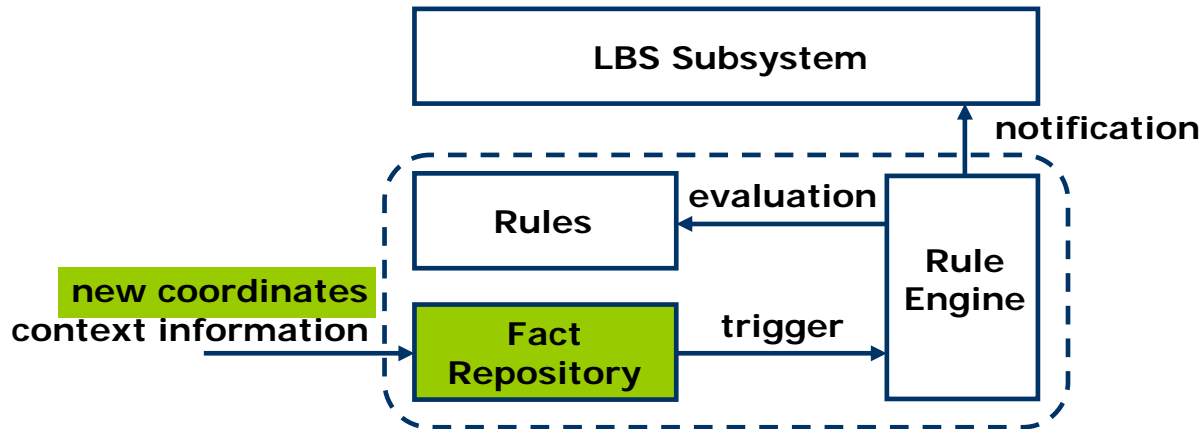 LBS Subsystem
notification
evaluation
Rules
Rule
Engine
new coordinates
context information
Fact
Repository
trigger